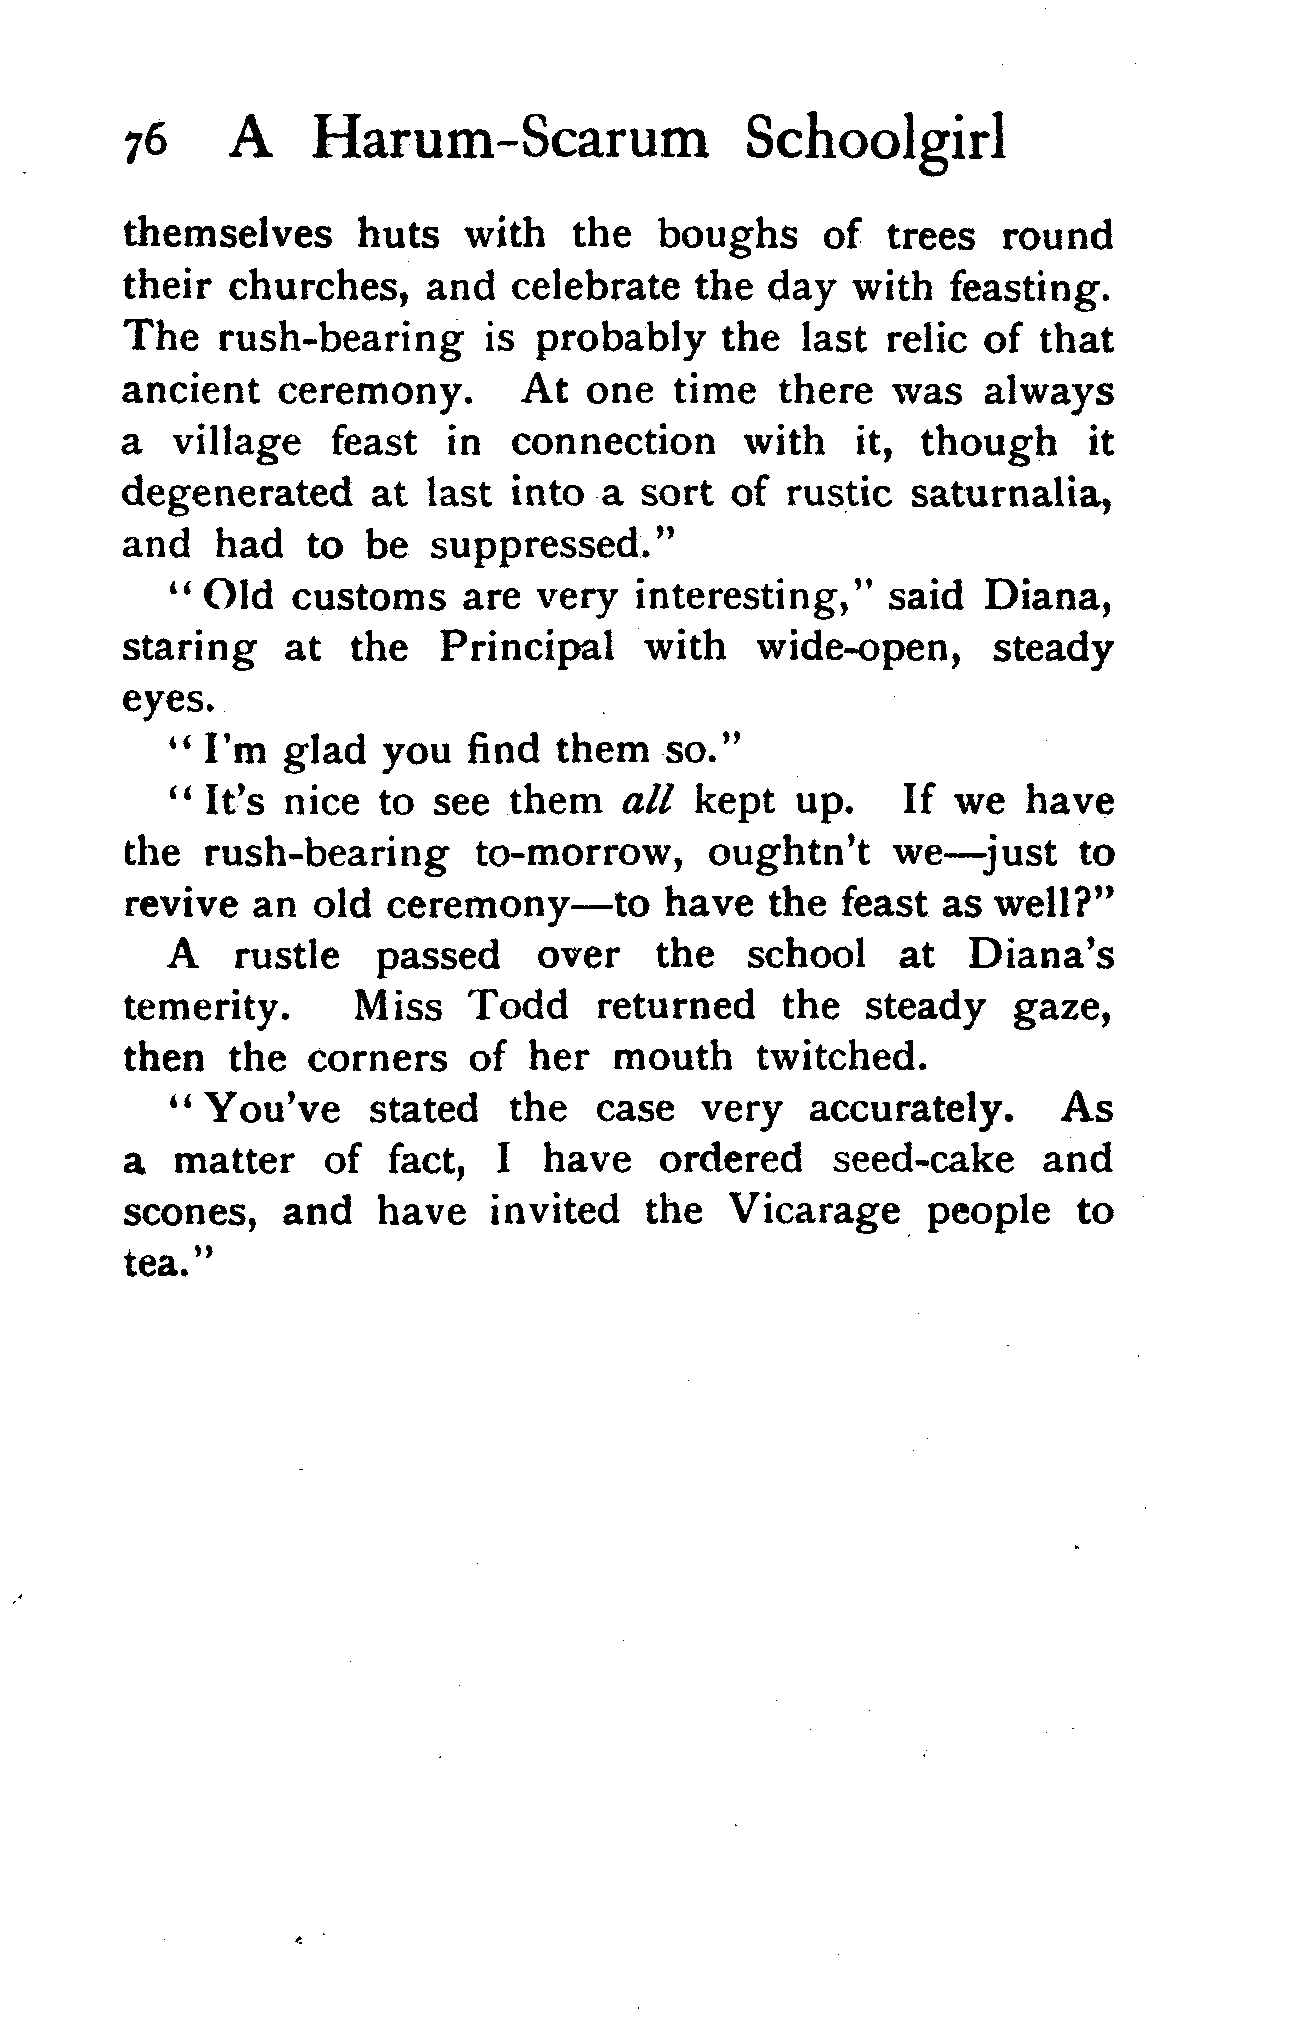 76 A Harum-Scarum Schoolgirl
themselves huts with the boughs of trees round
their churches, and celebrate the day with feasting.
The rush-bearing is probably the last relic of that
ancient ceremony. At one time there was always
a village feast in connection with it, though it
degenerated at last into a sort of rustic saturnalia,
and had to be suppressed."
"Old customs are very interesting," said Diana,
staring at the Principal with wide-open, steady
eyes.
"I'm glad you find them so."
"It's nice to see them all kept up. If we have
the rush-bearing to-morrow, oughtn't we—just to
revive an old ceremony—to have the feast as well?"
A rustle passed over the school at Diana's
temerity. Miss Todd returned the steady gaze,
then the corners of her mouth twitched.
"You've stated the case very accurately. As
a matter of fact, I have ordered seed-cake and
scones, and have invited the Vicarage people to
tea."